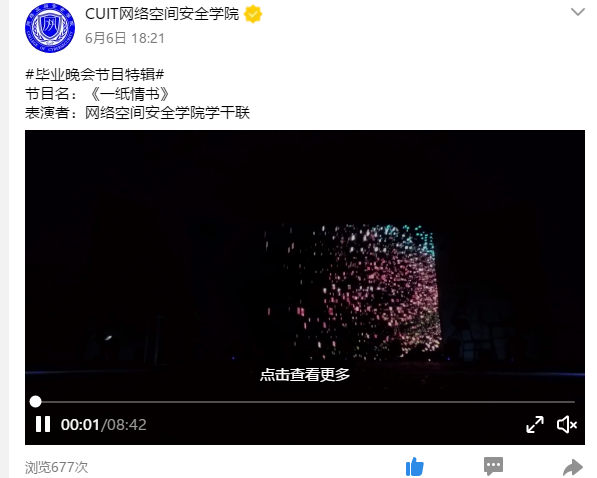 CUIT网络空间安全学院
6月6日 18:21
#毕业晚会节目特辑#
节目名：《一纸情书》
表演者：网络空间安全学院学干联
点击查看更多
00:01/08:42
浏览677次